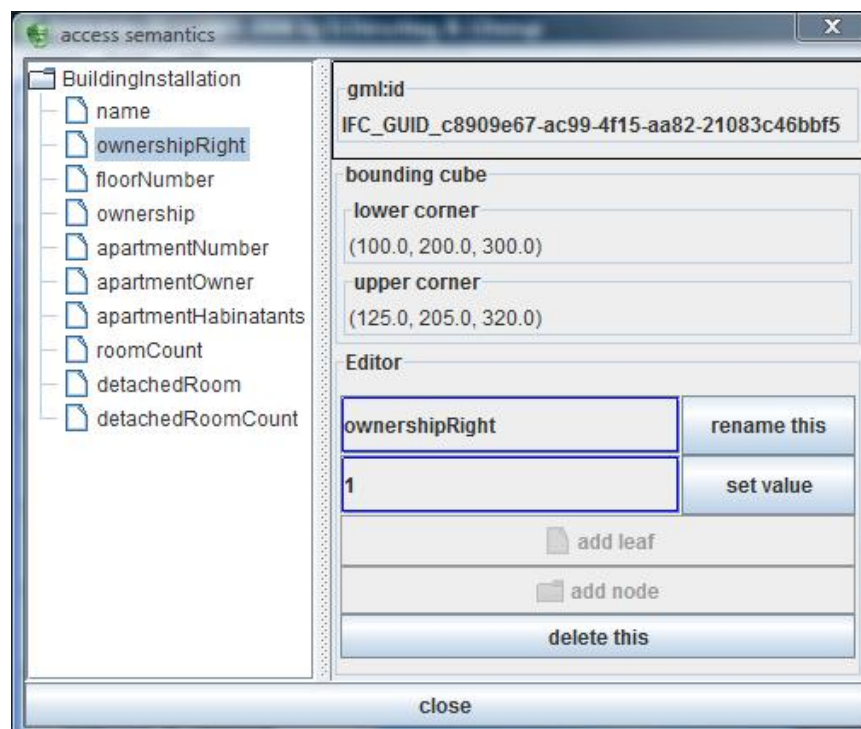 access semantics
X
BuildingInstallation
name
ownershipRight
floorNumber
ownership
apartmentNumber
apartmentOwner
apartmentHabinatants
roomCount
detachedRoom
detachedRoomCount
gml:id
IFC_GUID_c8909e67-ac99-4f15-aa82-21083c46bbf5
bounding cube
lower corner
(100.0, 200.0, 300.0)
upper corner
(125.0, 205.0, 320.0)
Editor
ownershipRight
rename this
1
set value
add leaf
add node
delete this
close